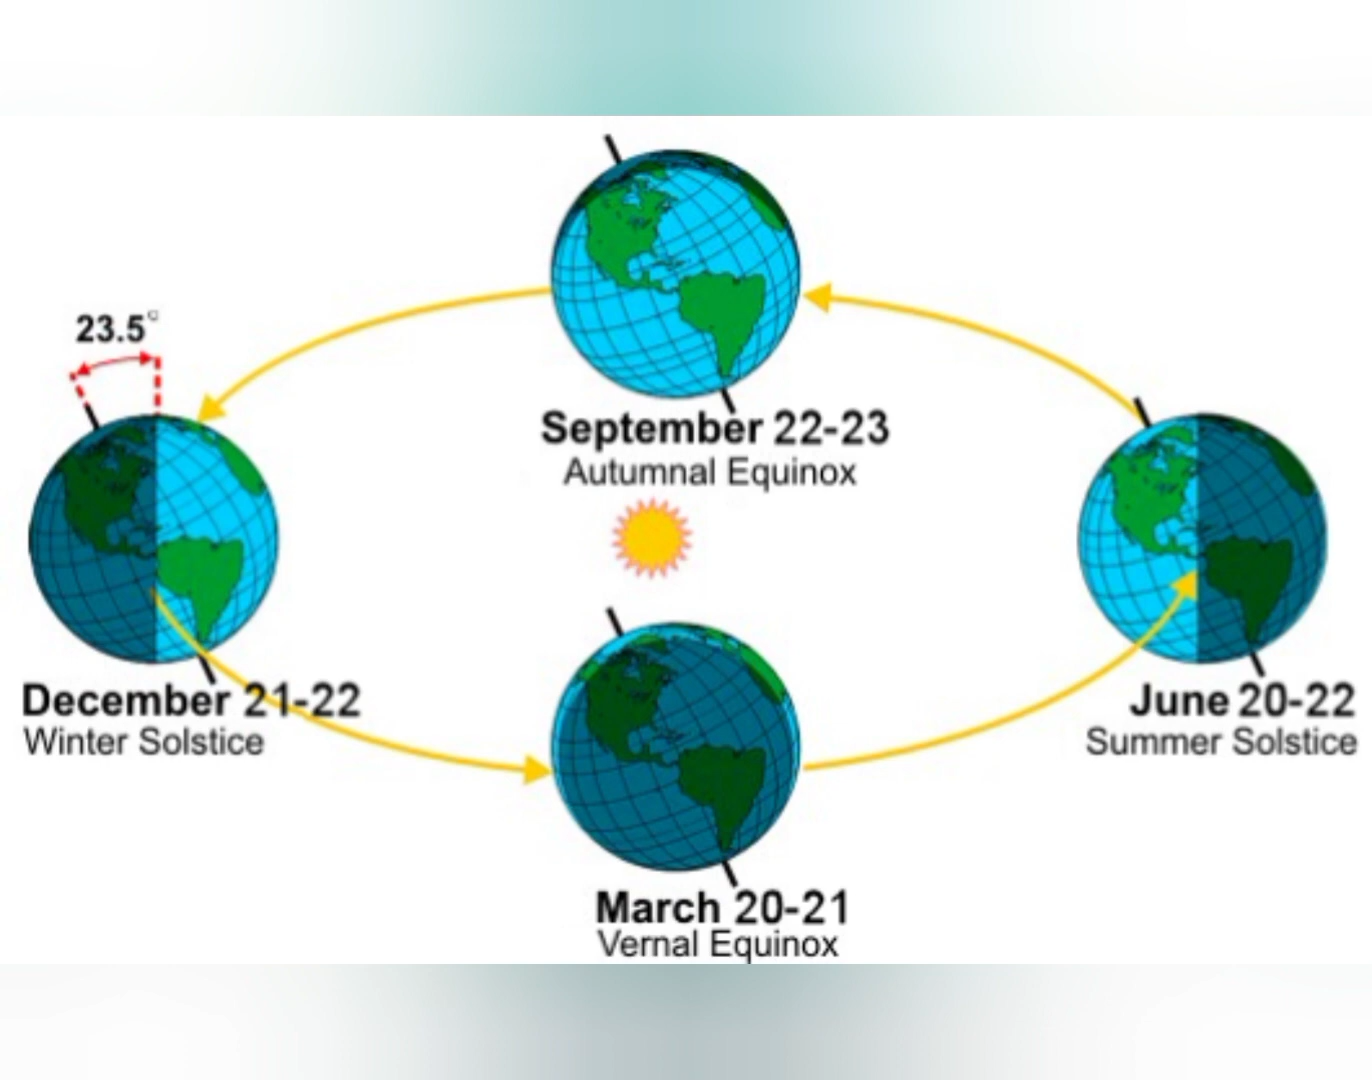 23.5°
September 22-23
Autumnal Equinox
December 21-22
Winter Solstice
June 20-22
Summer Solstice
March 20-21
Vernal Equinox